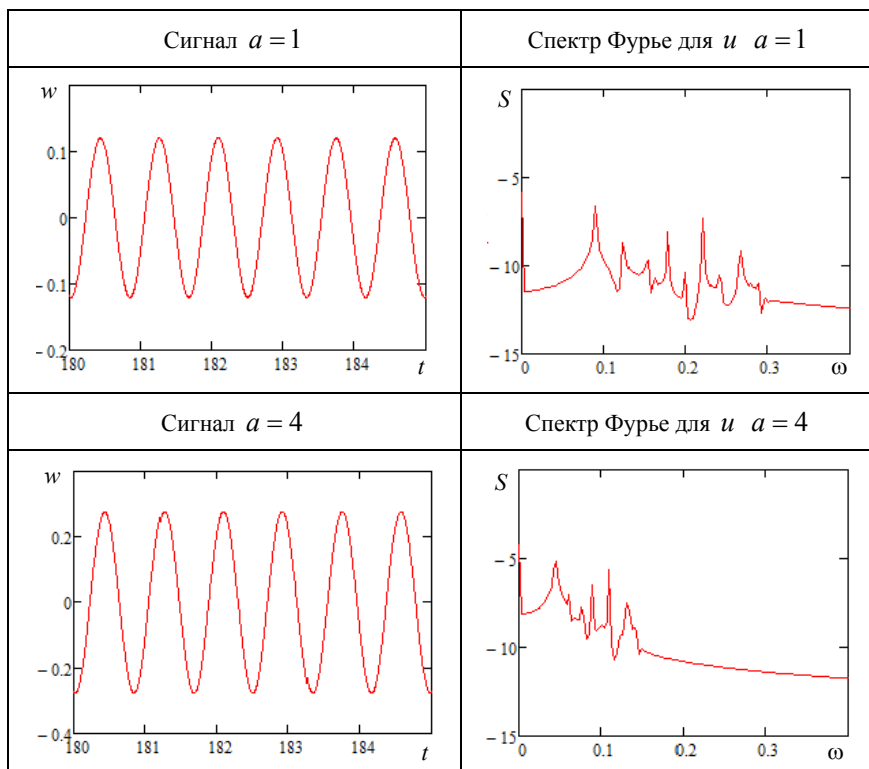 Сигнал a = 1
Спектр Фурье для u a = 1
w
0.1
0
− 0.1
− 0.2
180 181 182 183 184 t
S
− 5
− 10
− 15
0 0.1 0.2 0.3 ω
Сигнал a = 4
Спектр Фурье для u a = 4
w
0.2
0
− 0.2
− 0.4
180 181 182 183 184 t
S
− 5
− 10
− 15
0 0.1 0.2 0.3 ω